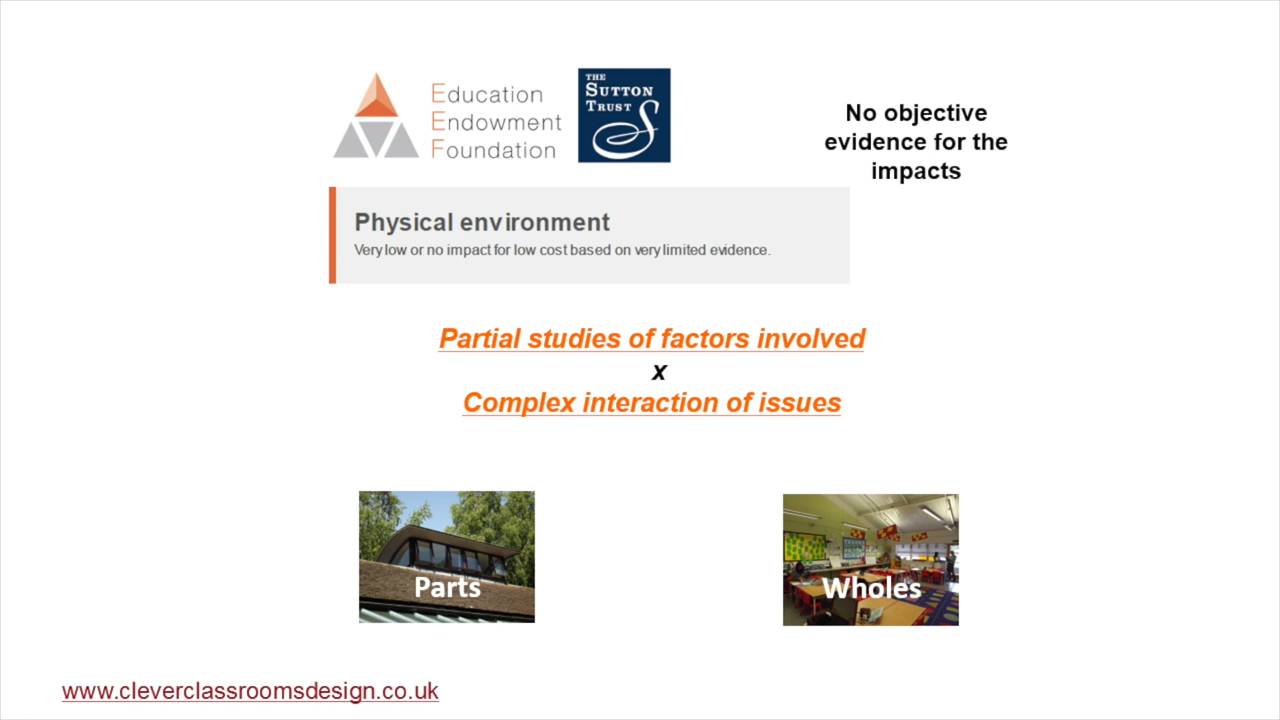 Education
Endowment
Foundation
THE
SUTTON
TRUST
S
No objective
evidence for the
impacts
Physical environment
Very low or no impact for low cost based on very limited evidence.
Partial studies of factors involved
x
Complex interaction of issues
Parts
Wholes
www.cleverclassroomsdesign.co.uk